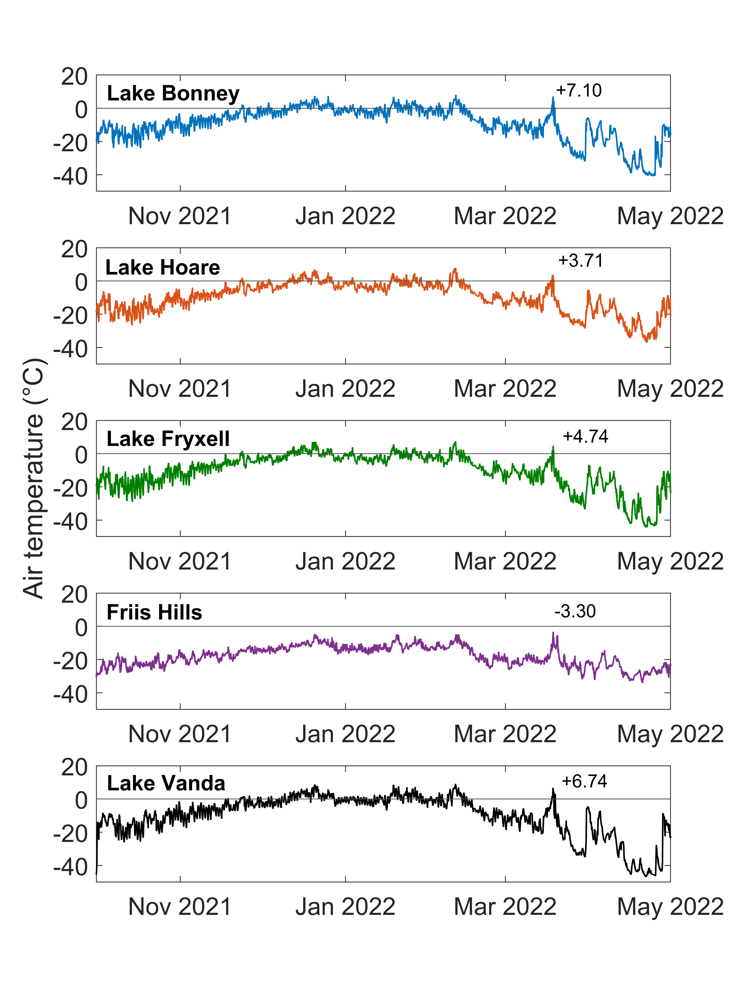 Air temperature (°C)
20
0
-20
-40
Lake Bonney
+7.10
Nov 2021 Jan 2022 Mar 2022 May 2022
20
0
-20
-40
Lake Hoare
+3.71
Nov 2021 Jan 2022 Mar 2022 May 2022
20
0
-20
-40
Lake Fryxell
+4.74
Nov 2021 Jan 2022 Mar 2022 May 2022
20
0
-20
-40
Friis Hills
-3.30
Nov 2021 Jan 2022 Mar 2022 May 2022
20
0
-20
-40
Lake Vanda
+6.74
Nov 2021 Jan 2022 Mar 2022 May 2022